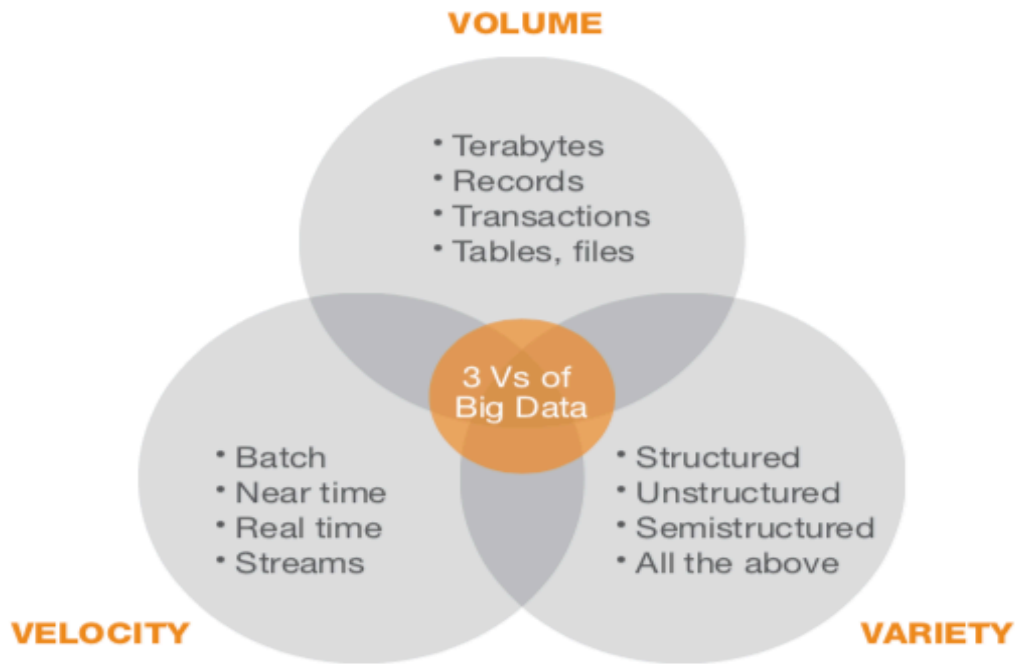 VOLUME
• Terabytes
• Records
• Transactions
• Tables, files
3 Vs of
Big Data
• Batch
• Near time
• Real time
• Streams
• Structured
• Unstructured
• Semistructured
• All the above
VELOCITY
VARIETY